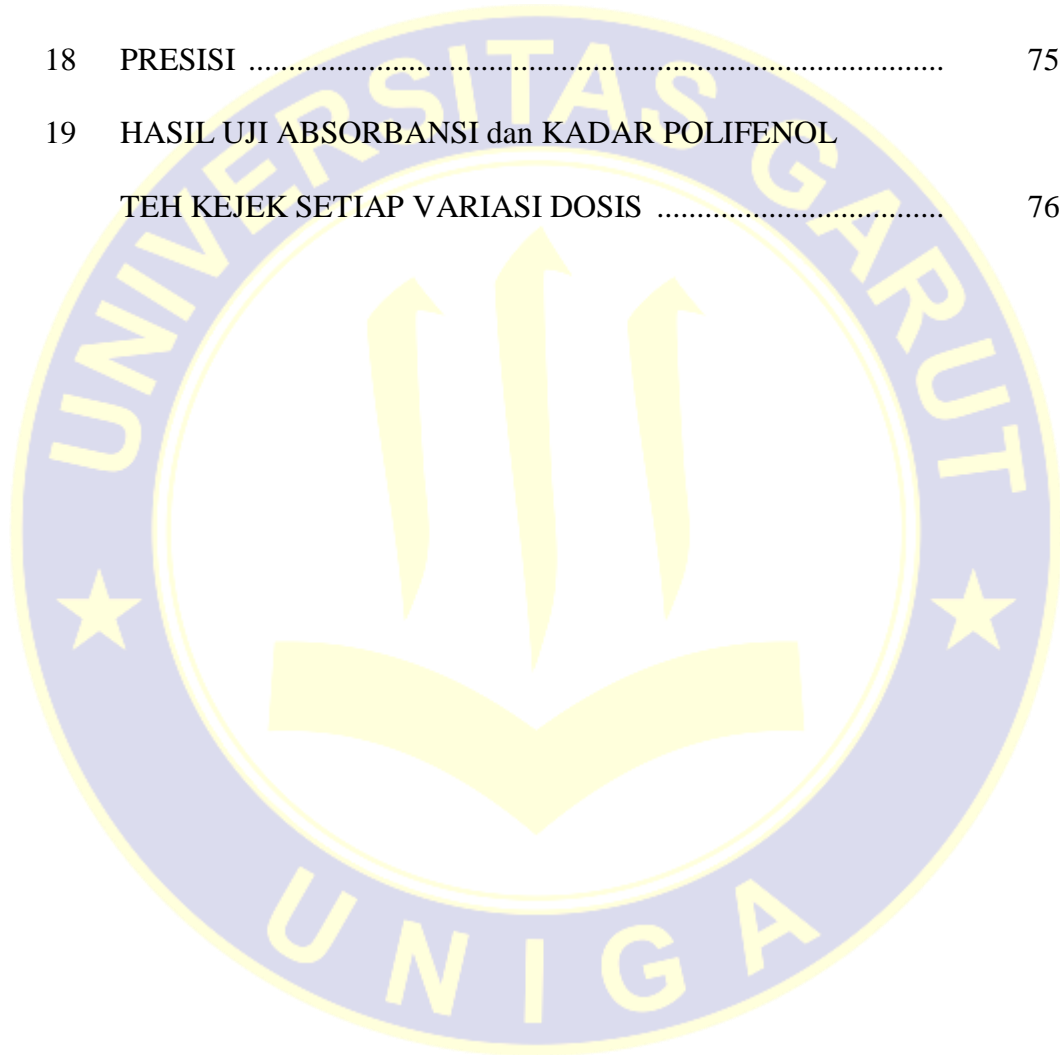 18 PRESISI ....................................................................................... 75
19 HASIL UJI ABSORBANSI dan KADAR POLIFENOL
TEH KEJEK SETIAP VARIASI DOSIS .................................... 76
UNIVERSITAS GARUT
UNIGA